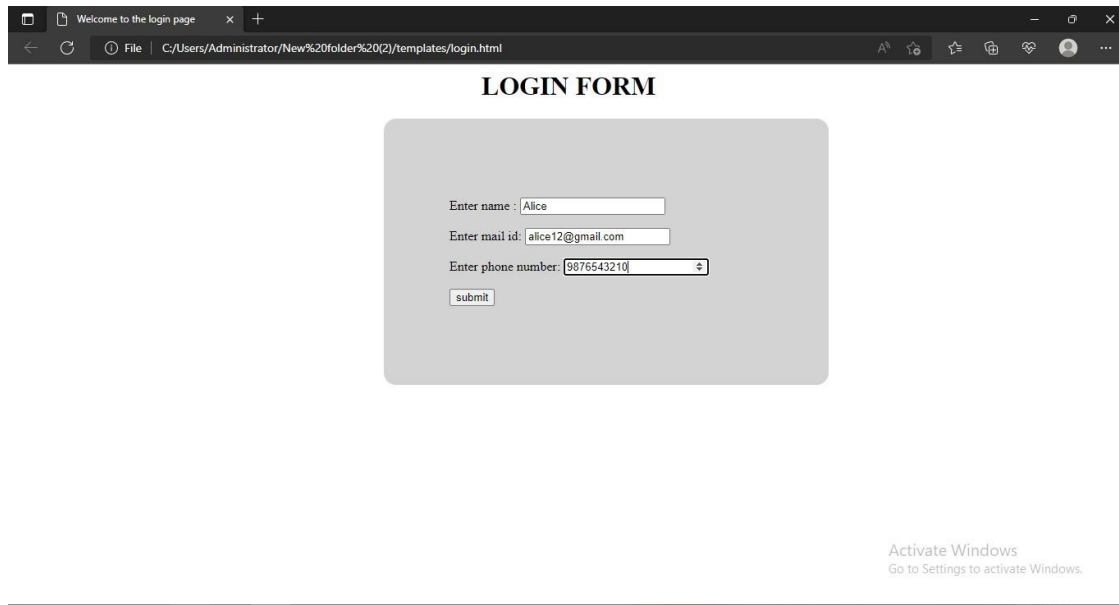 Welcome to the login page
File | C:/Users/Administrator/New%20folder%20(2)/templates/login.html
LOGIN FORM
Enter name : Alice
Enter mail id: alice12@gmail.com
Enter phone number: 9876543210
submit
Activate Windows
Go to Settings to activate Windows.